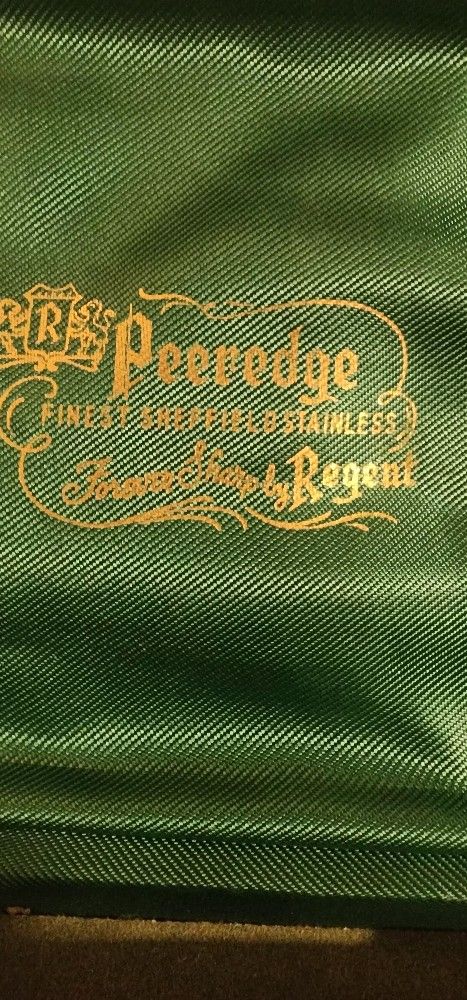 R
Peeredge
FINEST SHEFFIELD STAINLESS
Forever Sharp by Regent